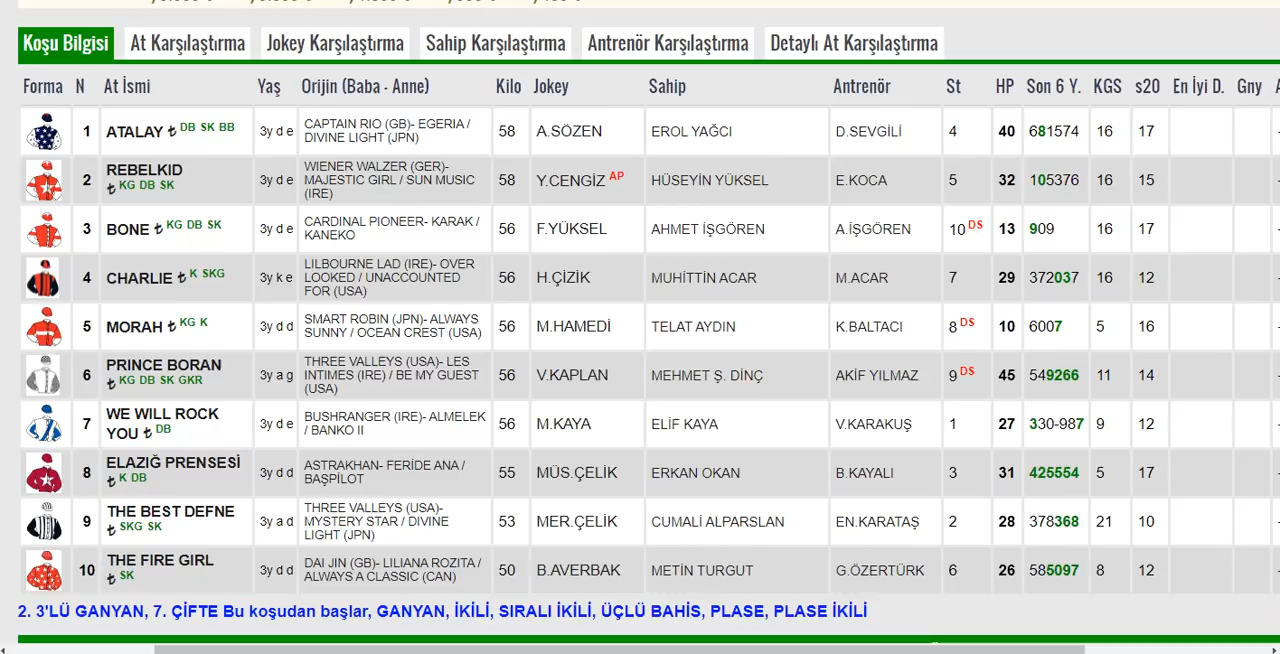 Koşu Bilgisi At Karşılaştırma Jokey Karşılaştırma Sahip Karşılaştırma Antrenör Karşılaştırma Detaylı At Karşılaştırma
Forma N At İsmi Yaş Orijin (Baba - Anne) Kilo Jokey Sahip Antrenör St HP Son 6 Y. KGS s20 En İyi D. Gny
1 ATALAY ₺ DB SK BB 3y d e CAPTAIN RIO (GB)- EGERIA / DIVINE LIGHT (JPN) 58 A.SÖZEN EROL YAĞCI D.SEVGİLİ 4 40 681574 16 17
2 REBELKID ₺ KG DB SK 3y d e WIENER WALZER (GER)- MAJESTIC GIRL / SUN MUSIC (IRE) 58 Y.CENGİZ AP HÜSEYİN YÜKSEL E.KOCA 5 32 105376 16 15
3 BONE ₺ KG DB SK 3y d e CARDINAL PIONEER- KARAK / KANEKO 56 F.YÜKSEL AHMET İŞGÖREN A.İŞGÖREN 10 DS 13 909 16 17
4 CHARLIE ₺ K SKG 3y k e LILBOURNE LAD (IRE)- OVER LOOKED / UNACCOUNTED FOR (USA) 56 H.ÇİZİK MUHİTTİN ACAR M.ACAR 7 29 372037 16 12
5 MORAH ₺ KG K 3y d d SMART ROBIN (JPN)- ALWAYS SUNNY / OCEAN CREST (USA) 56 M.HAMEDİ TELAT AYDIN K.BALTACI 8 DS 10 6007 5 16
6 PRINCE BORAN ₺ KG DB SK GKR 3y a g THREE VALLEYS (USA)- LES INTIMES (IRE) / BE MY GUEST (USA) 56 V.KAPLAN MEHMET Ş. DİNÇ AKİF YILMAZ 9 DS 45 549266 11 14
7 WE WILL ROCK YOU ₺ DB 3y d e BUSHRANGER (IRE)- ALMELEK / BANKO II 56 M.KAYA ELİF KAYA V.KARAKUŞ 1 27 330-987 9 12
8 ELAZIĞ PRENSESİ ₺ K DB 3y d d ASTRAKHAN- FERİDE ANA / BAŞPİLOT 55 MÜS.ÇELİK ERKAN OKAN B.KAYALI 3 31 425554 5 17
9 THE BEST DEFNE ₺ SKG SK 3y a d THREE VALLEYS (USA)- MYSTERY STAR / DIVINE LIGHT (JPN) 53 MER.ÇELİK CUMALİ ALPARSLAN EN.KARATAŞ 2 28 378368 21 10
10 THE FIRE GIRL ₺ SK 3y d d DAI JIN (GB)- LILIANA ROZITA / ALWAYS A CLASSIC (CAN) 50 B.AVERBAK METİN TURGUT G.ÖZERTÜRK 6 26 585097 8 12
2. 3'LÜ GANYAN, 7. ÇİFTE Bu koşudan başlar, GANYAN, İKİLİ, SIRALI İKİLİ, ÜÇLÜ BAHİS, PLASE, PLASE İKİLİ